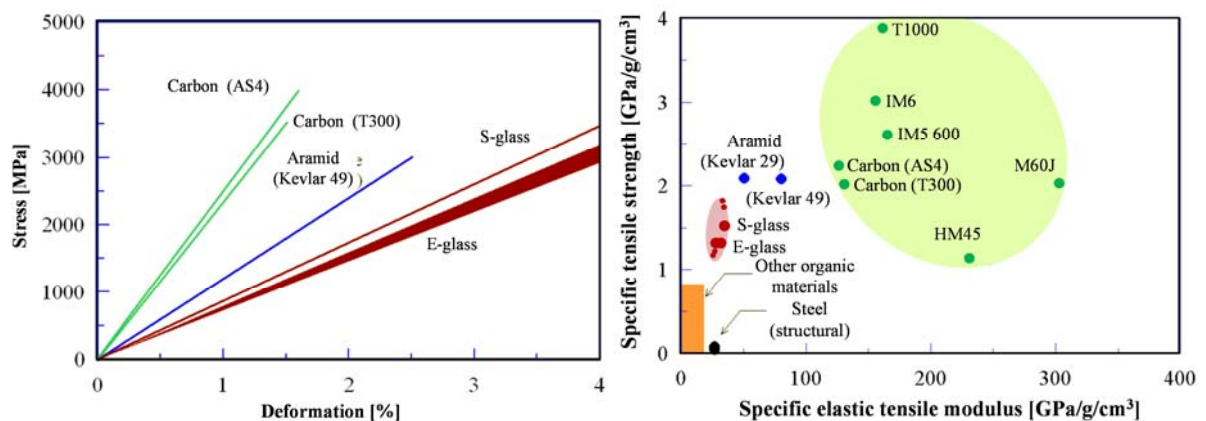 5000
4000
3000
2000
1000
0
0
1
2
3
4
Stress [MPa]
Deformation [%]
Carbon (AS4)
Carbon (T300)
Aramid
(Kevlar 49)
S-glass
E-glass
4
3
2
1
0
0
100
200
300
400
Specific tensile strength [GPa/g/cm³]
Specific elastic tensile modulus [GPa/g/cm³]
T1000
IM6
IM5 600
Aramid
(Kevlar 29)
Carbon (AS4)
M60J
(Kevlar 49)
Carbon (T300)
S-glass
HM45
E-glass
Other organic
materials
Steel
(structural)